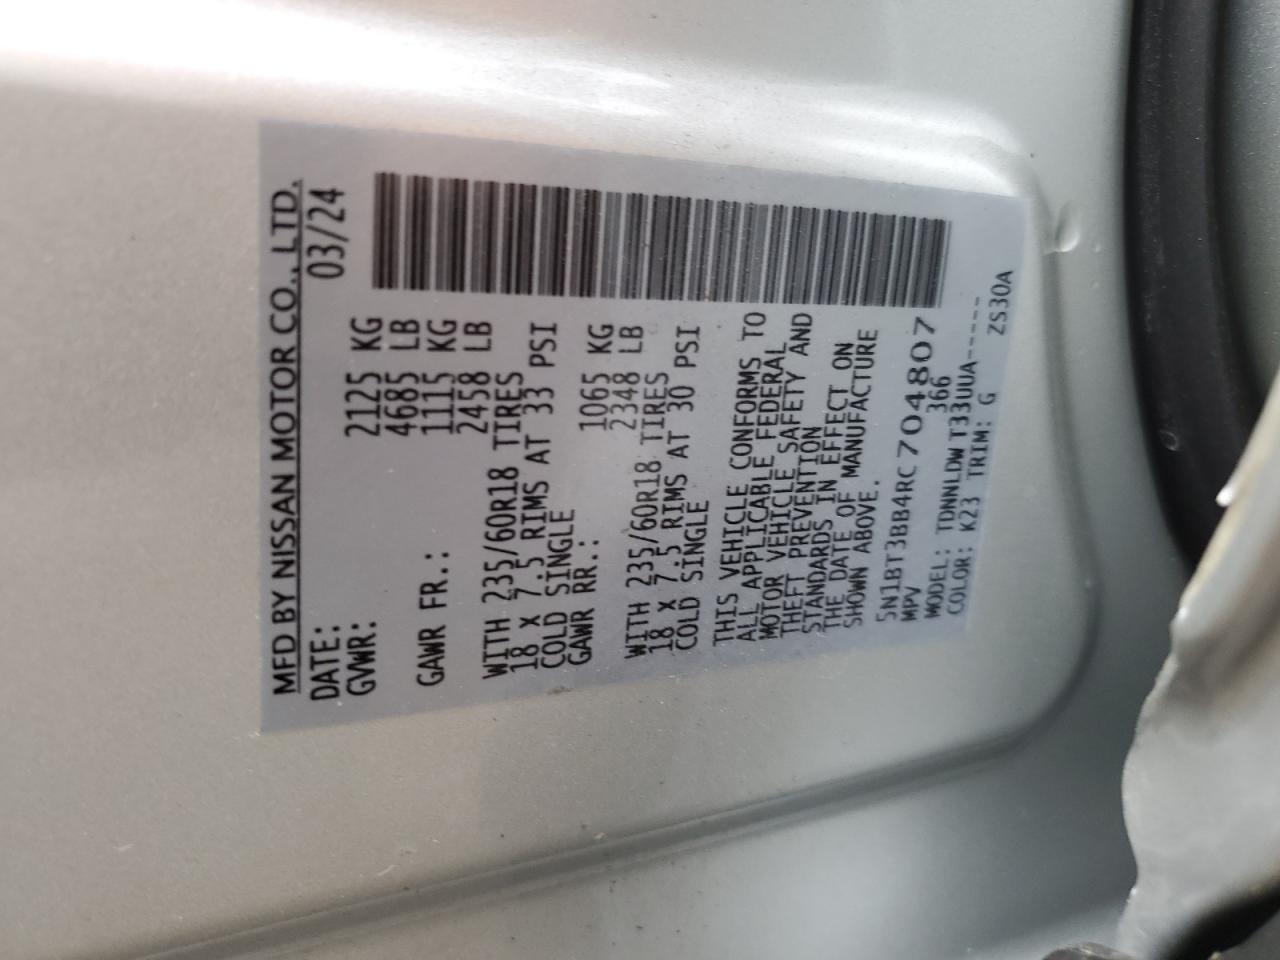 MFD BY NISSAN MOTOR CO., LTD.
DATE: 03/24
GVWR: 2125 KG
4685 LB
GAWR FR.: 1115 KG
2458 LB
WITH 235/60R18 TIRES
18 X 7.5 RIMS AT 33 PSI
COLD SINGLE
GAWR RR.: 1065 KG
2348 LB
WITH 235/60R18 TIRES
18 X 7.5 RIMS AT 30 PSI
COLD SINGLE
THIS VEHICLE CONFORMS TO
ALL APPLICABLE FEDERAL
MOTOR VEHICLE SAFETY AND
THEFT PREVENTION
STANDARDS IN EFFECT ON
THE DATE OF MANUFACTURE
SHOWN ABOVE.
5N1BT3BB4RC704807
MPV 366
MODEL: TDNNLDWT33UUA-----
COLOR: K23 TRIM: G ZS30A